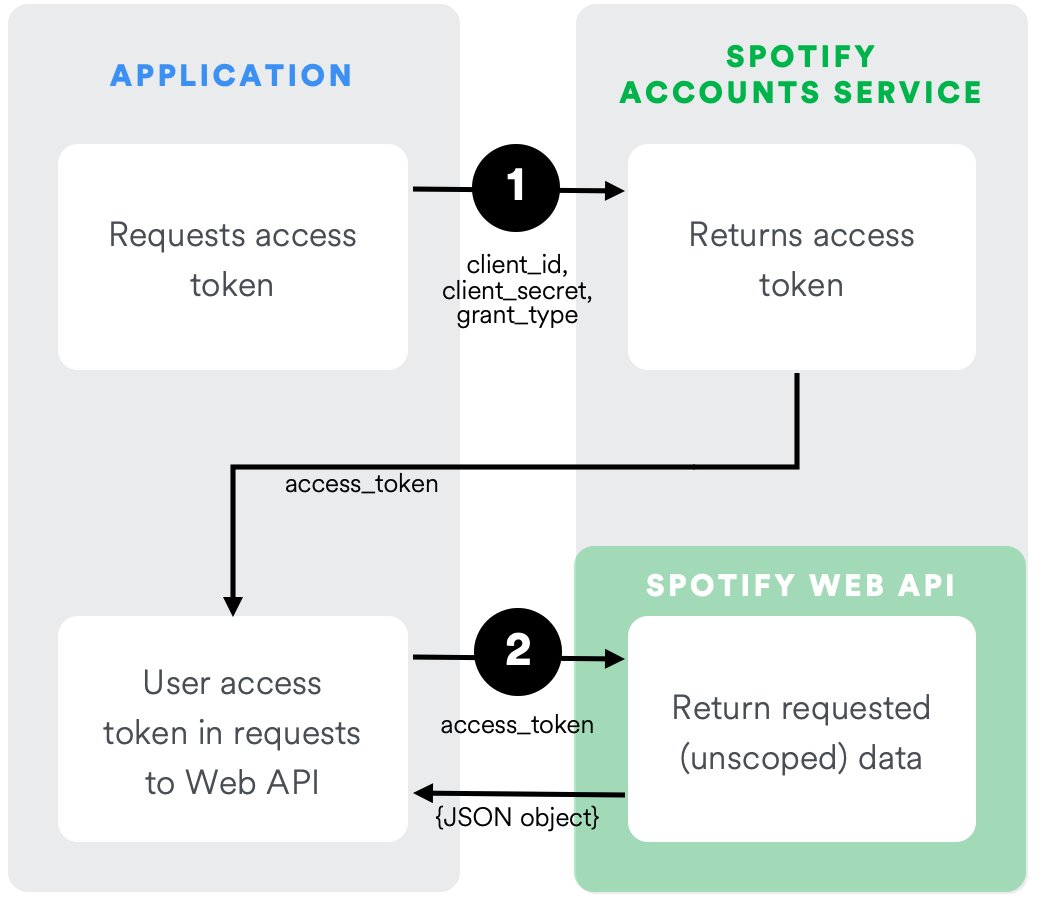 APPLICATION
SPOTIFY
ACCOUNTS SERVICE
Requests access
token
1
client_id,
client_secret,
grant_type
Returns access
token
access_token
SPOTIFY WEB API
User access
token in requests
to Web API
2
access_token
{JSON object}
Return requested
(unscoped) data